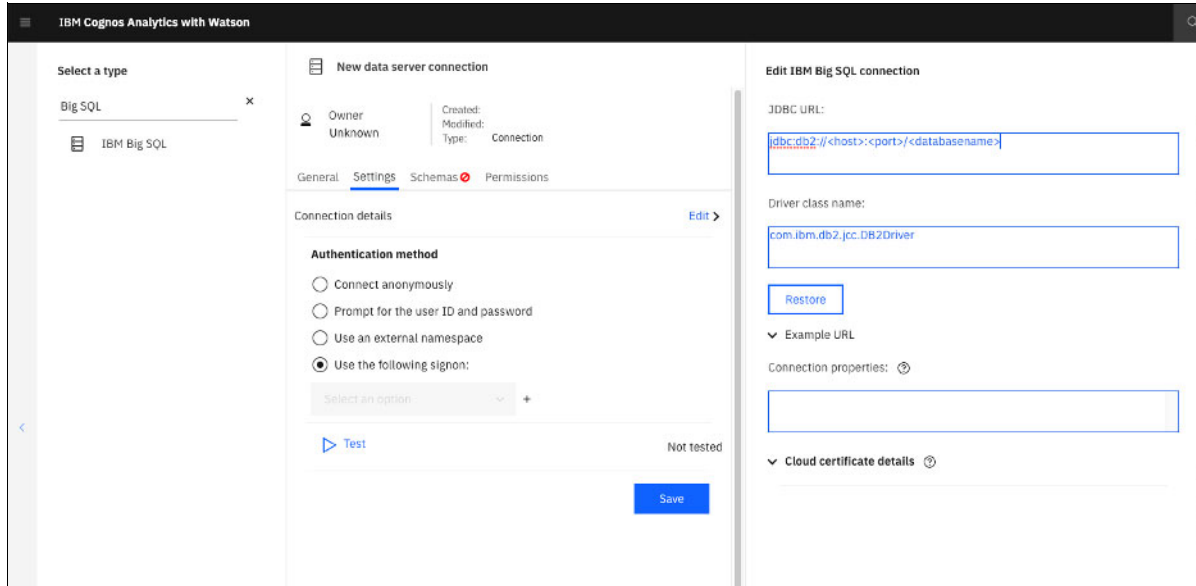 IBM Cognos Analytics with Watson
Select a type
Big SQL
IBM Big SQL
New data server connection
Owner
Unknown
Created:
Modified:
Type: Connection
General Settings Schemas Permissions
Connection details Edit
Authentication method
Connect anonymously
Prompt for the user ID and password
Use an external namespace
Use the following signon:
Select an option +
Test Not tested
Save
Edit IBM Big SQL connection
JDBC URL:
jdbc:db2://<host>:<port>/<databasename>
Driver class name:
com.ibm.db2.jcc.DB2Driver
Restore
Example URL
Connection properties:
Cloud certificate details